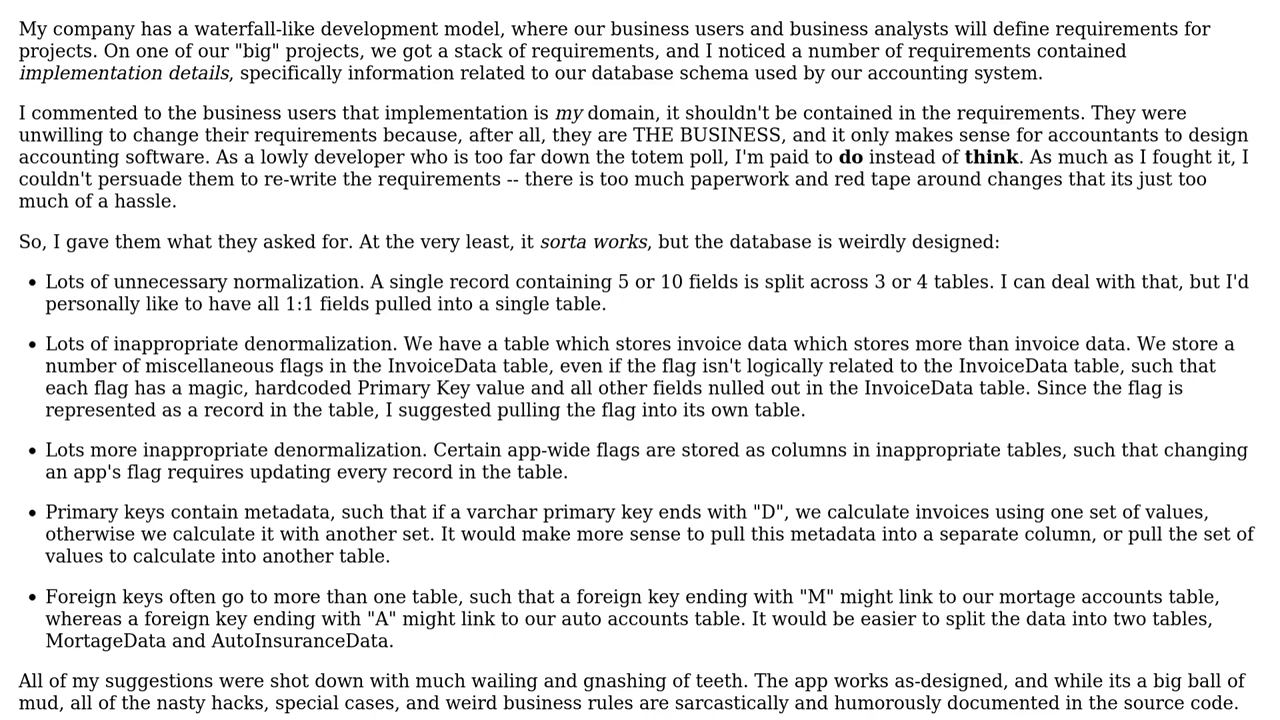 My company has a waterfall-like development model, where our business users and business analysts will define requirements for
projects. On one of our "big" projects, we got a stack of requirements, and I noticed a number of requirements contained
implementation details, specifically information related to our database schema used by our accounting system.
I commented to the business users that implementation is my domain, it shouldn't be contained in the requirements. They were
unwilling to change their requirements because, after all, they are THE BUSINESS, and it only makes sense for accountants to design
accounting software. As a lowly developer who is too far down the totem poll, I'm paid to do instead of think. As much as I fought it, I
couldn't persuade them to re-write the requirements -- there is too much paperwork and red tape around changes that its just too
much of a hassle.
So, I gave them what they asked for. At the very least, it sorta works, but the database is weirdly designed:
• Lots of unnecessary normalization. A single record containing 5 or 10 fields is split across 3 or 4 tables. I can deal with that, but I'd
personally like to have all 1:1 fields pulled into a single table.
• Lots of inappropriate denormalization. We have a table which stores invoice data which stores more than invoice data. We store a
number of miscellaneous flags in the InvoiceData table, even if the flag isn't logically related to the InvoiceData table, such that
each flag has a magic, hardcoded Primary Key value and all other fields nulled out in the InvoiceData table. Since the flag is
represented as a record in the table, I suggested pulling the flag into its own table.
• Lots more inappropriate denormalization. Certain app-wide flags are stored as columns in inappropriate tables, such that changing
an app's flag requires updating every record in the table.
• Primary keys contain metadata, such that if a varchar primary key ends with "D", we calculate invoices using one set of values,
otherwise we calculate it with another set. It would make more sense to pull this metadata into a separate column, or pull the set of
values to calculate into another table.
• Foreign keys often go to more than one table, such that a foreign key ending with "M" might link to our mortage accounts table,
whereas a foreign key ending with "A" might link to our auto accounts table. It would be easier to split the data into two tables,
MortageData and AutoInsuranceData.
All of my suggestions were shot down with much wailing and gnashing of teeth. The app works as-designed, and while its a big ball of
mud, all of the nasty hacks, special cases, and weird business rules are sarcastically and humorously documented in the source code.